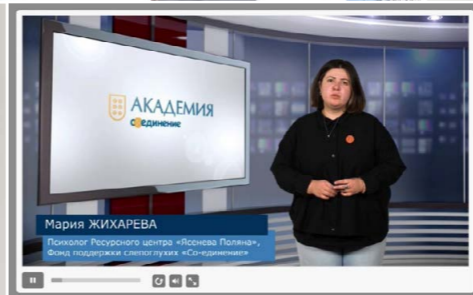 АКАДЕМИЯ
СОЕДИНЕНИЕ
Мария ЖИХАРЕВА
Психолог Ресурсного центра «Ясенева Поляна»,
Фонд поддержки слепоглухих «Со-единение»